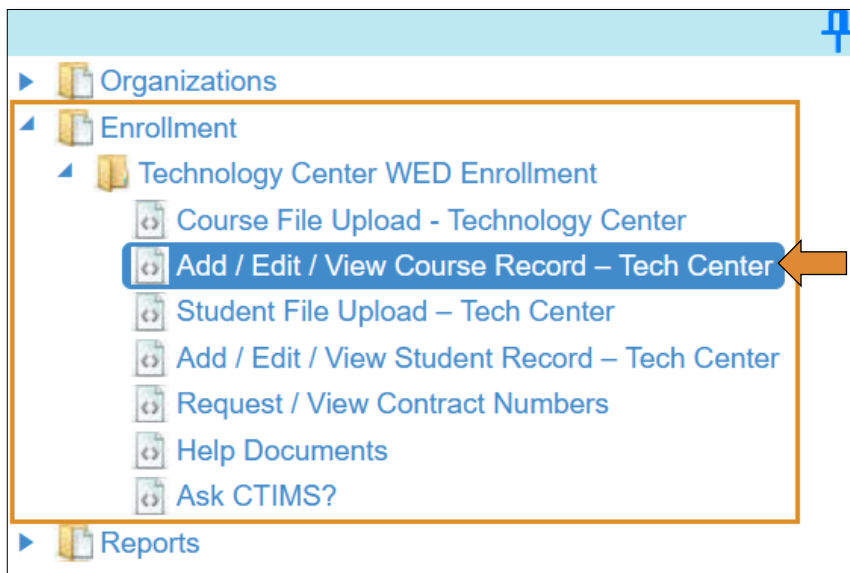 Organizations
Enrollment
Technology Center WED Enrollment
Course File Upload - Technology Center
Add / Edit / View Course Record – Tech Center
Student File Upload – Tech Center
Add / Edit / View Student Record – Tech Center
Request / View Contract Numbers
Help Documents
Ask CTIMS?
Reports